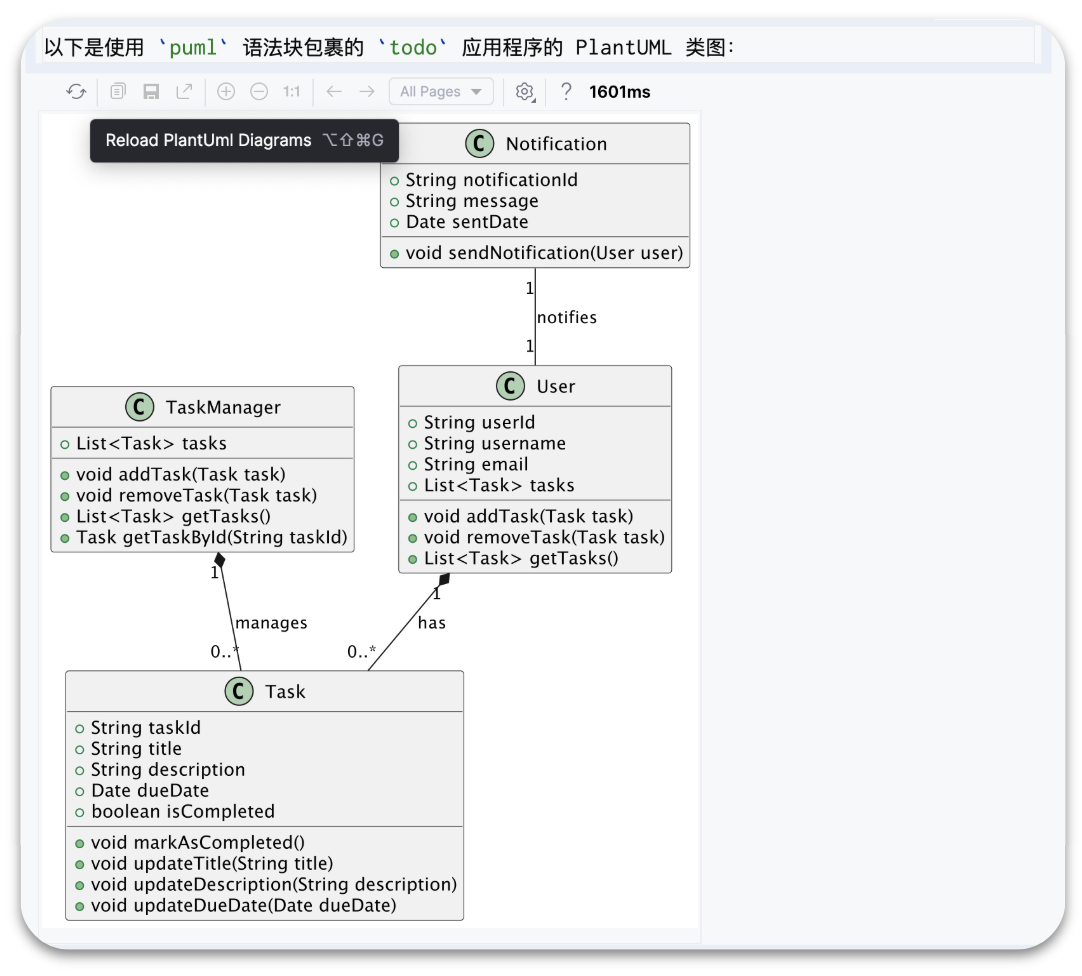 以下是使用 `puml` 语法块包裹的 `todo` 应用程序的 PlantUML 类图:
1:1 All Pages ? 1601ms
Reload PlantUml Diagrams ⌥⇧⌘G
C Notification
String notificationId
String message
Date sentDate
void sendNotification(User user)
1
notifies
1
C TaskManager
List<Task> tasks
void addTask(Task task)
void removeTask(Task task)
List<Task> getTasks()
Task getTaskById(String taskId)
C User
String userId
String username
String email
List<Task> tasks
void addTask(Task task)
void removeTask(Task task)
List<Task> getTasks()
1
manages
0..*
1
has
0..*
C Task
String taskId
String title
String description
Date dueDate
boolean isCompleted
void markAsCompleted()
void updateTitle(String title)
void updateDescription(String description)
void updateDueDate(Date dueDate)